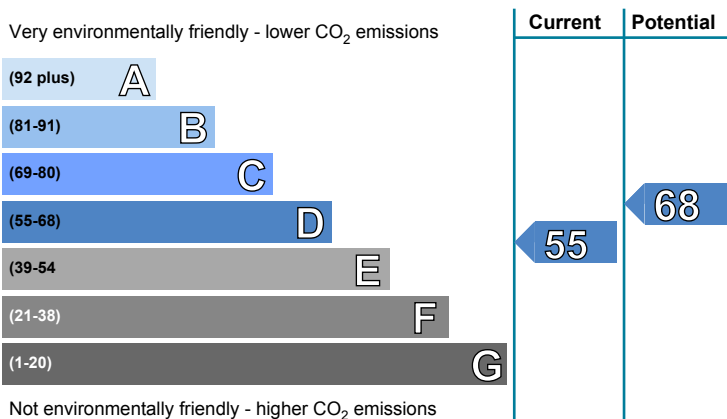 Current Potential
Very environmentally friendly - lower CO2 emissions
(92 plus) A
(81-91) B
(69-80) C
(55-68) D
(39-54 E
(21-38) F
(1-20) G
68
55
Not environmentally friendly - higher CO2 emissions